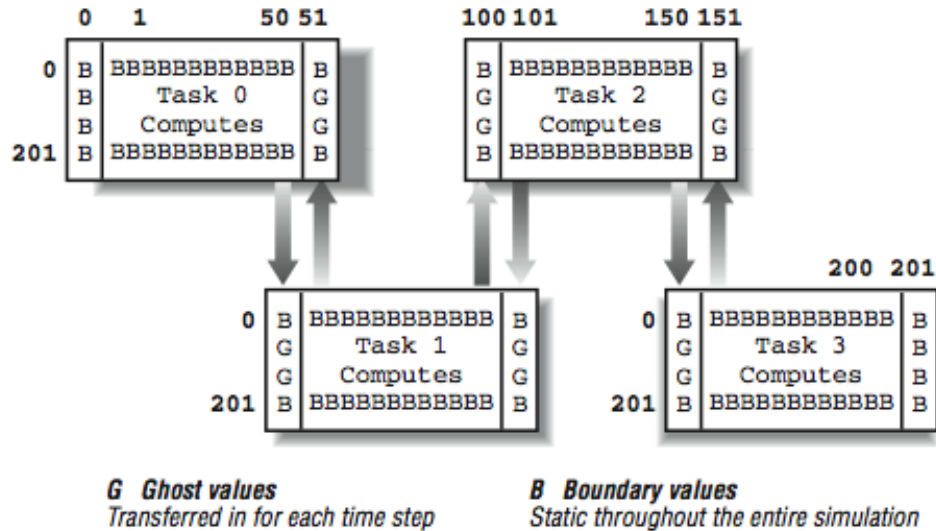 0 1 50 51 100 101 150 151
0 B BBBBBBBBBBBB B B BBBBBBBBBBBB B
B Task 0 G G Task 2 G
B Computes G G Computes G
201 B BBBBBBBBBBBB B B BBBBBBBBBBBB B
200 201
0 B BBBBBBBBBBBB B 0 B BBBBBBBBBBBB B
G Task 1 G G Task 3 B
G Computes G G Computes B
201 B BBBBBBBBBBBB B 201 B BBBBBBBBBBBB B
G Ghost values B Boundary values
Transferred in for each time step Static throughout the entire simulation